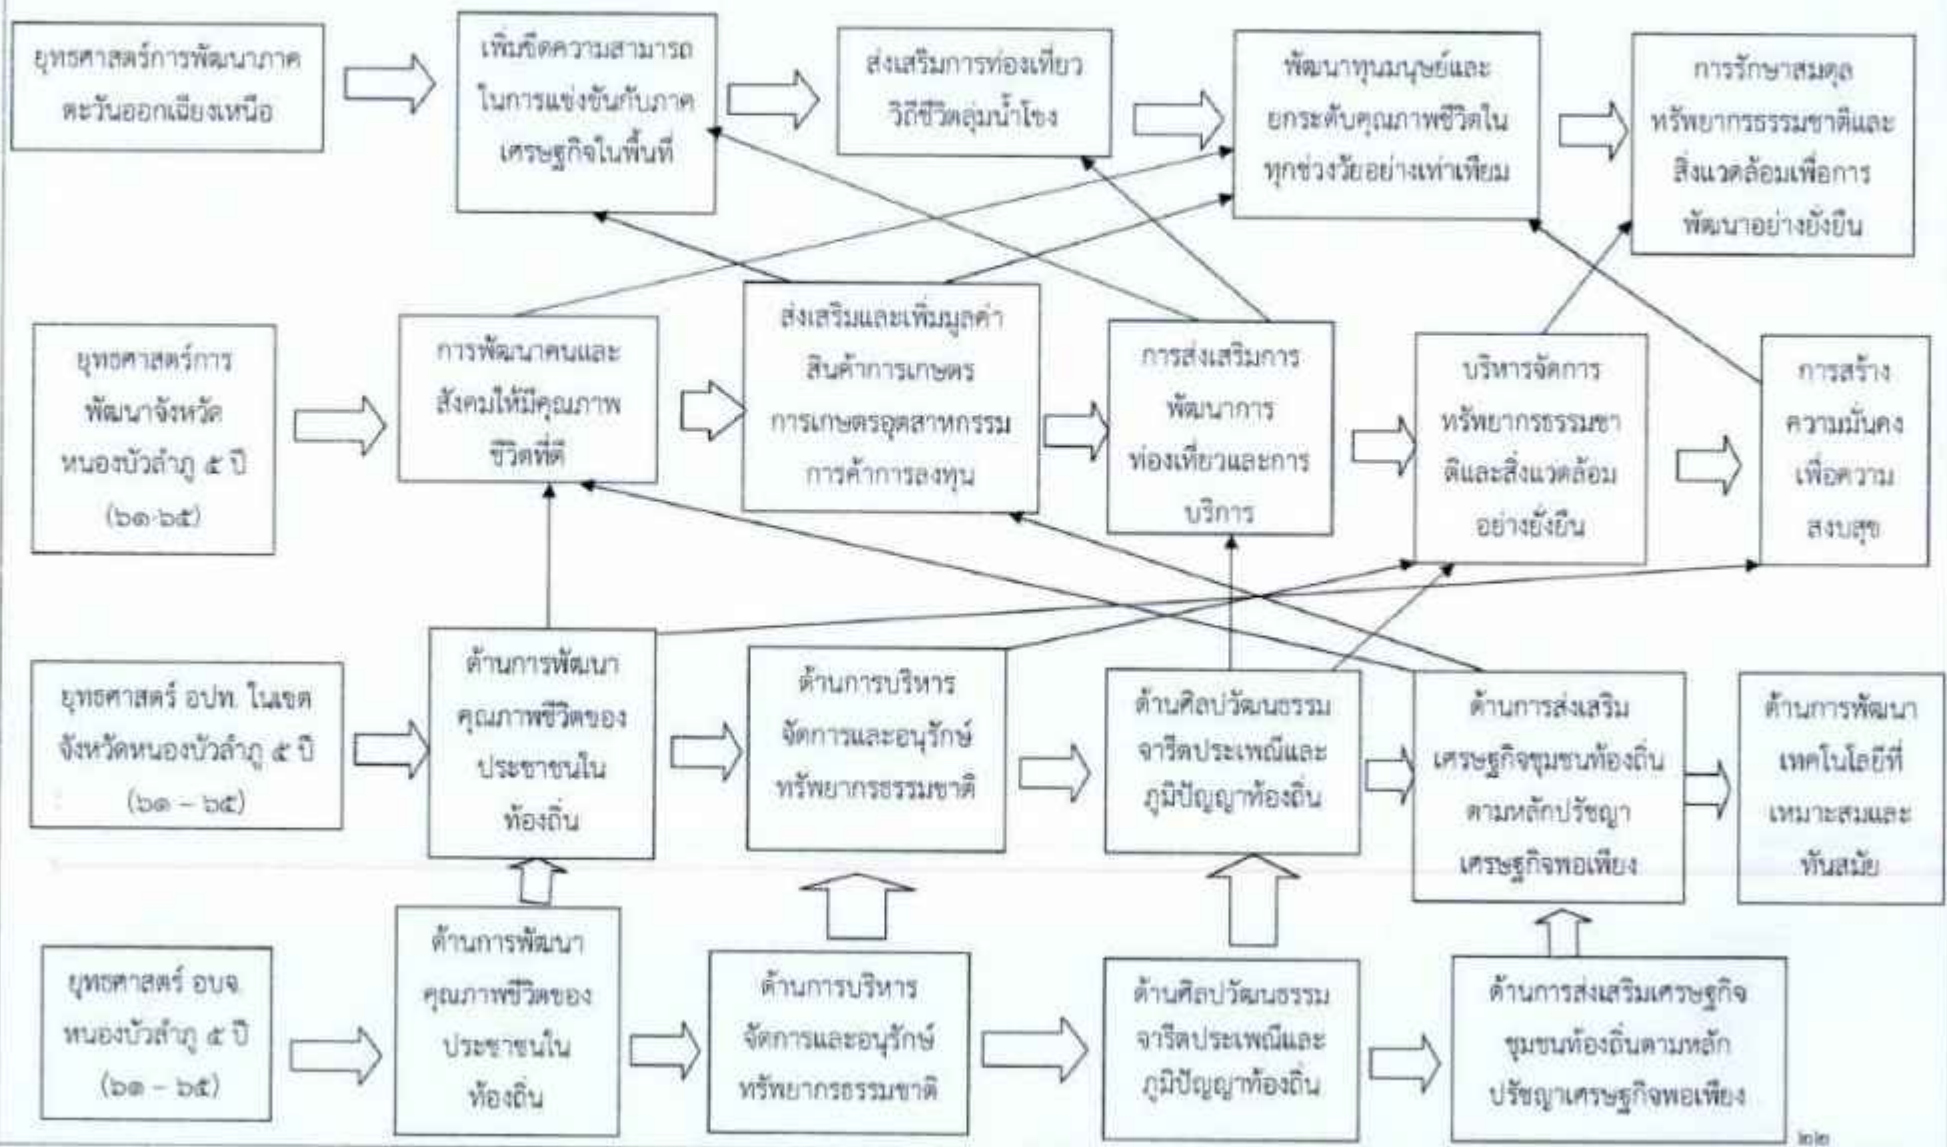 ยุทธศาสตร์การพัฒนาภาค
ตะวันออกเฉียงเหนือ
เพิ่มขีดความสามารถ
ในการแข่งขันกับภาค
เศรษฐกิจในพื้นที่
ส่งเสริมการท่องเที่ยว
วิถีชีวิตลุ่มน้ำโขง
พัฒนาทุนมนุษย์และ
ยกระดับคุณภาพชีวิตใน
ทุกช่วงวัยอย่างเท่าเทียม
การรักษาสมดุล
ทรัพยากรธรรมชาติและ
สิ่งแวดล้อมเพื่อการ
พัฒนาอย่างยั่งยืน
ยุทธศาสตร์การ
พัฒนาจังหวัด
หนองบัวลำภู ๕ ปี
(๖๑-๖๕)
การพัฒนาคนและ
สังคมให้มีคุณภาพ
ชีวิตที่ดี
ส่งเสริมและเพิ่มมูลค่า
สินค้าการเกษตร
การเกษตรอุตสาหกรรม
การค้าการลงทุน
การส่งเสริมการ
พัฒนาการ
ท่องเที่ยวและการ
บริการ
บริหารจัดการ
ทรัพยากรธรรมชา
ติและสิ่งแวดล้อม
อย่างยั่งยืน
การสร้าง
ความมั่นคง
เพื่อความ
สงบสุข
ยุทธศาสตร์ อปท. ในเขต
จังหวัดหนองบัวลำภู ๕ ปี
(๖๑ – ๖๕)
ด้านการพัฒนา
คุณภาพชีวิตของ
ประชาชนใน
ท้องถิ่น
ด้านการบริหาร
จัดการและอนุรักษ์
ทรัพยากรธรรมชาติ
ด้านศิลปวัฒนธรรม
จารีตประเพณีและ
ภูมิปัญญาท้องถิ่น
ด้านการส่งเสริม
เศรษฐกิจชุมชนท้องถิ่น
ตามหลักปรัชญา
เศรษฐกิจพอเพียง
ด้านการพัฒนา
เทคโนโลยีที่
เหมาะสมและ
ทันสมัย
ยุทธศาสตร์ อบจ.
หนองบัวลำภู ๕ ปี
(๖๑ – ๖๕)
ด้านการพัฒนา
คุณภาพชีวิตของ
ประชาชนใน
ท้องถิ่น
ด้านการบริหาร
จัดการและอนุรักษ์
ทรัพยากรธรรมชาติ
ด้านศิลปวัฒนธรรม
จารีตประเพณีและ
ภูมิปัญญาท้องถิ่น
ด้านการส่งเสริมเศรษฐกิจ
ชุมชนท้องถิ่นตามหลัก
ปรัชญาเศรษฐกิจพอเพียง
๒๒